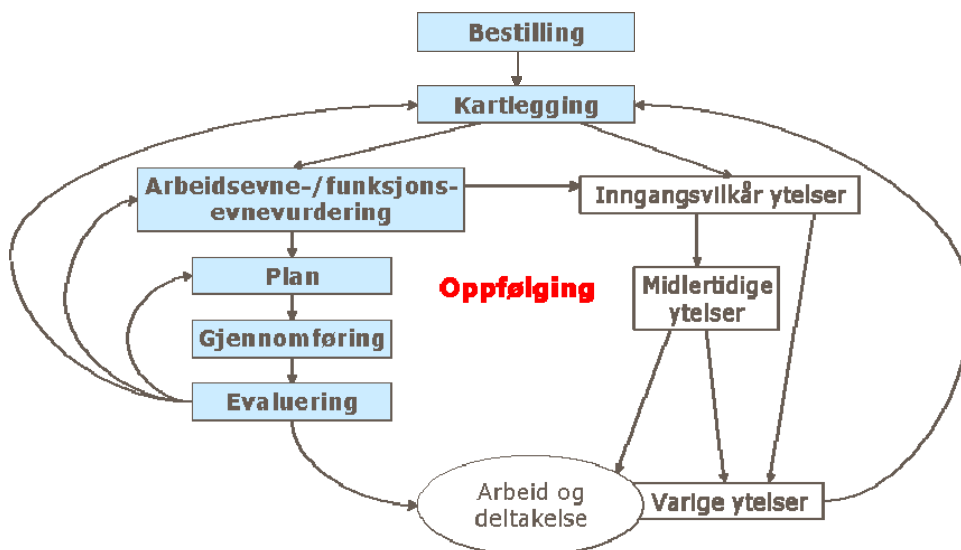 Bestilling
Kartlegging
Arbeidsevne-/funksjons-
evnevurdering
Inngangsvilkår ytelser
Plan
Oppfølging
Midlertidige
ytelser
Gjennomføring
Evaluering
Arbeid og
deltakelse
Varige ytelser